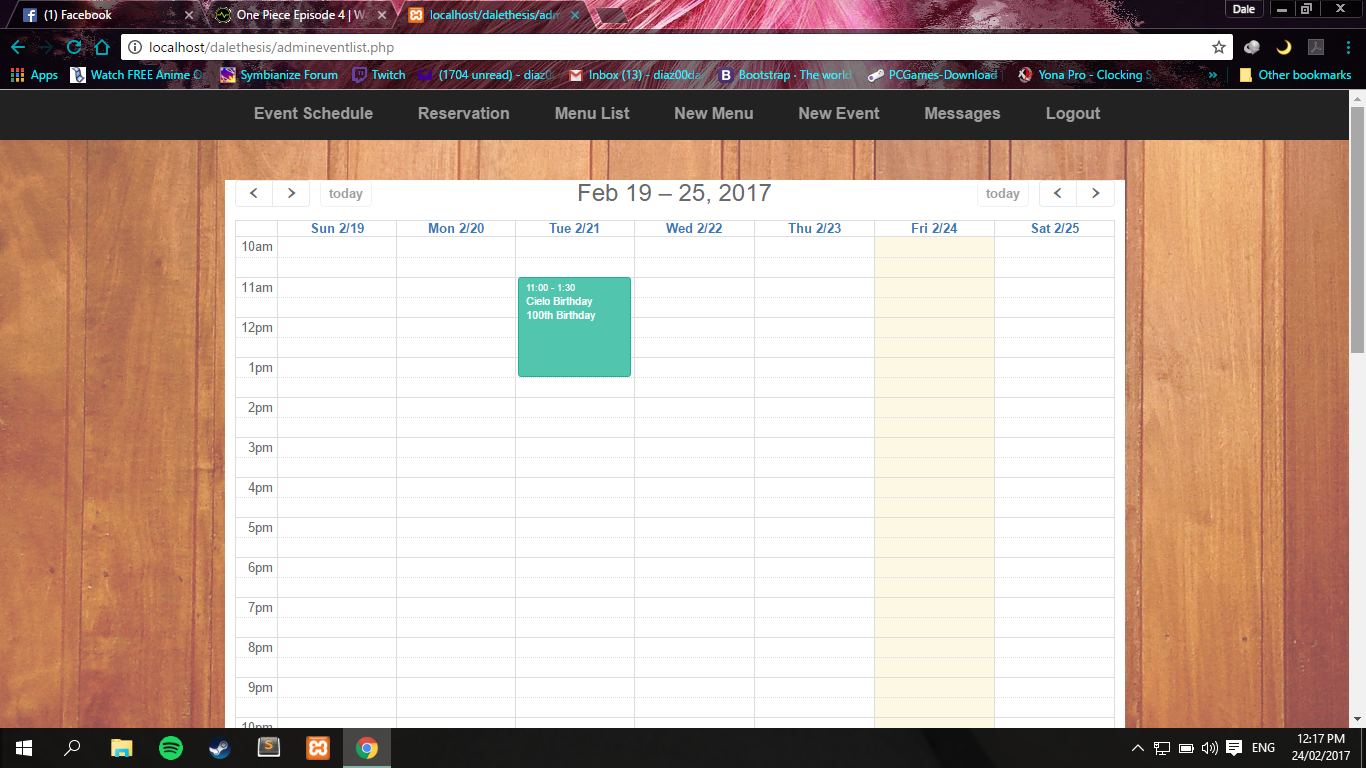 (1) Facebook
One Piece Episode 4 | Wa
localhost/dalethesis/adm
Dale
localhost/dalethesis/admineventlist.php
Apps
Watch FREE Anime O
Symbianize Forum
Twitch
(1704 unread) - diaz0
Inbox (13) - diaz00da
Bootstrap · The world
PCGames-Download
Yona Pro - Clocking S
»
Other bookmarks
Event Schedule
Reservation
Menu List
New Menu
New Event
Messages
Logout
today
Feb 19 – 25, 2017
today
Sun 2/19
Mon 2/20
Tue 2/21
Wed 2/22
Thu 2/23
Fri 2/24
Sat 2/25
10am
11am
11:00 - 1:30
Cielo Birthday
100th Birthday
12pm
1pm
2pm
3pm
4pm
5pm
6pm
7pm
8pm
9pm
10pm
ENG
12:17 PM
24/02/2017